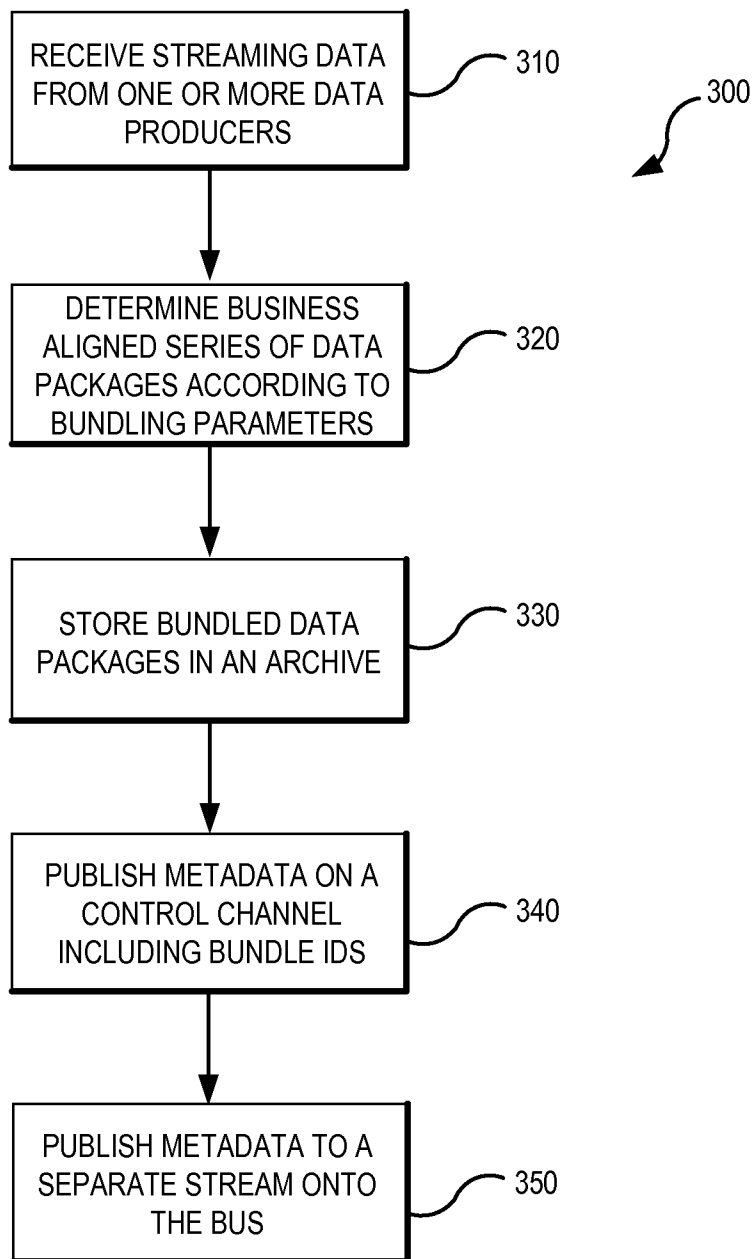 RECEIVE STREAMING DATA
FROM ONE OR MORE DATA
PRODUCERS
310
300
DETERMINE BUSINESS
ALIGNED SERIES OF DATA
PACKAGES ACCORDING TO
BUNDLING PARAMETERS
320
STORE BUNDLED DATA
PACKAGES IN AN ARCHIVE
330
PUBLISH METADATA ON A
CONTROL CHANNEL
INCLUDING BUNDLE IDS
340
PUBLISH METADATA TO A
SEPARATE STREAM ONTO
THE BUS
350